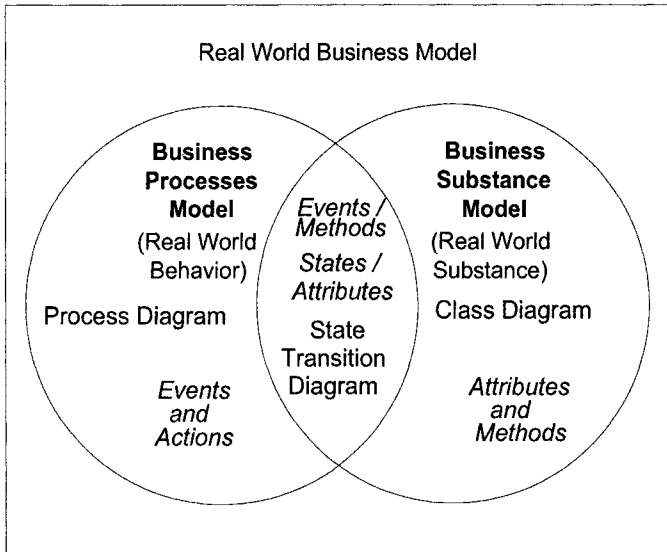 Real World Business Model
Business
Processes
Model
(Real World
Behavior)
Process Diagram
Events
and
Actions
Events /
Methods
States /
Attributes
State
Transition
Diagram
Business
Substance
Model
(Real World
Substance)
Class Diagram
Attributes
and
Methods